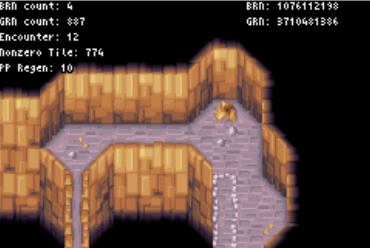 BRN count: 4
BRN: 1076112198
GRN count: 887
GRN: 3710481386
Encounter: 12
Nonzero Tile: 774
PP Regen: 10